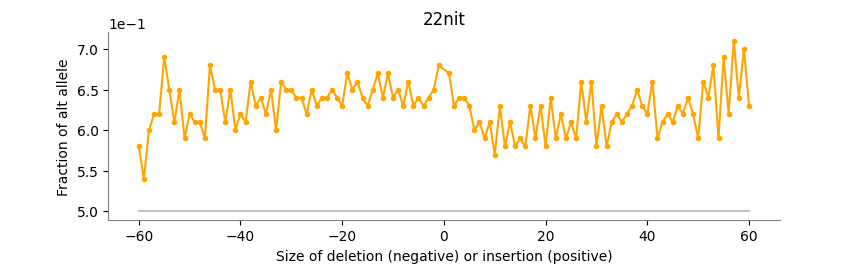 22nit
1e−1
7.0
6.5
6.0
5.5
5.0
Fraction of alt allele
−60 −40 −20 0 20 40 60
Size of deletion (negative) or insertion (positive)